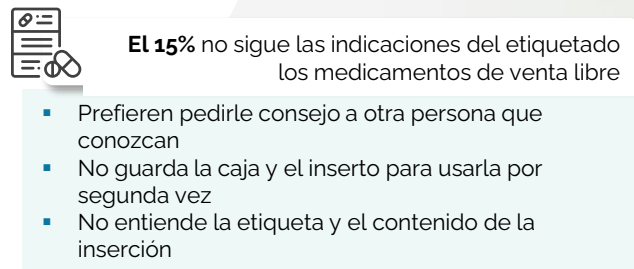 El 15% no sigue las indicaciones del etiquetado
los medicamentos de venta libre
▪ Prefieren pedirle consejo a otra persona que
conozcan
▪ No guarda la caja y el inserto para usarla por
segunda vez
▪ No entiende la etiqueta y el contenido de la
inserción